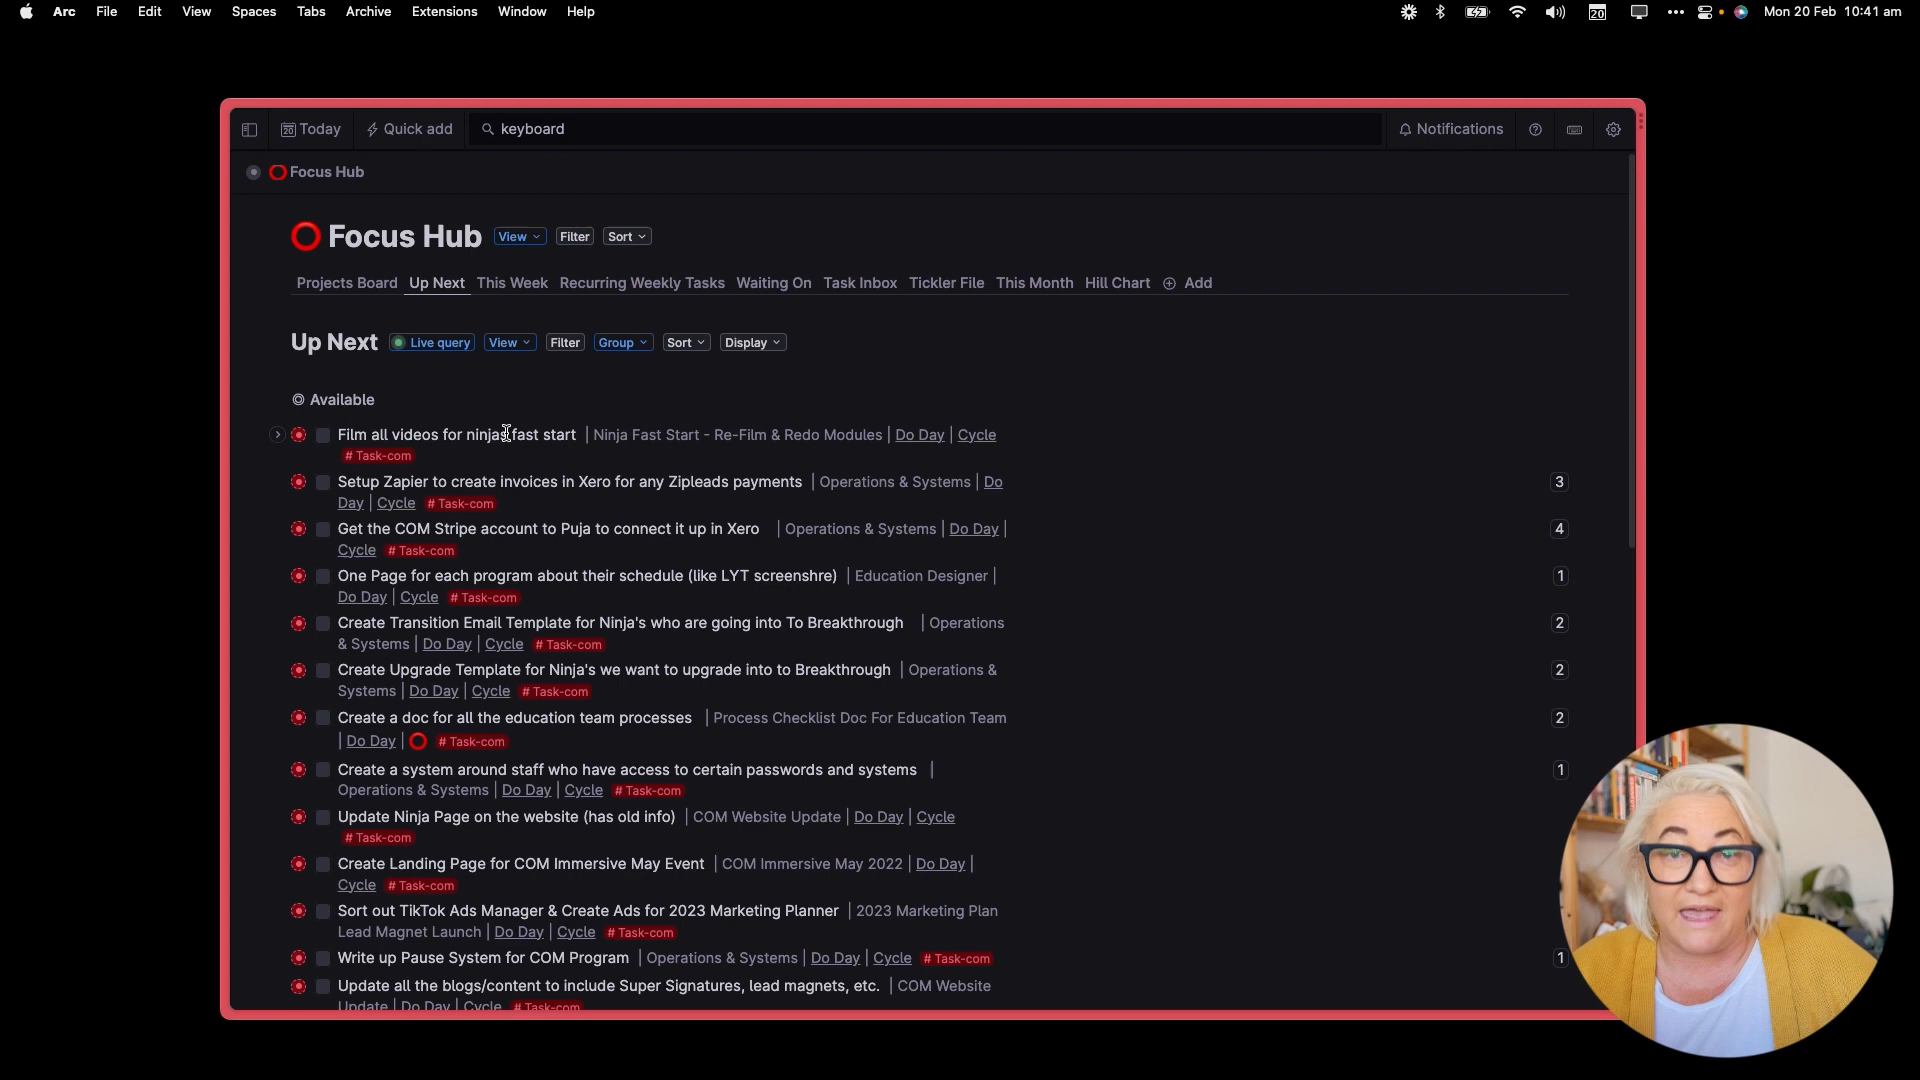 Arc File Edit View Spaces Tabs Archive Extensions Window Help 20 Mon 20 Feb 10:41 am
20 Today Quick add keyboard Notifications
Focus Hub
Focus Hub View Filter Sort
Projects Board Up Next This Week Recurring Weekly Tasks Waiting On Task Inbox Tickler File This Month Hill Chart Add
Up Next Live query View Filter Group Sort Display
Available
Film all videos for ninjas fast start | Ninja Fast Start - Re-Film & Redo Modules | Do Day | Cycle
# Task-com
Setup Zapier to create invoices in Xero for any Zipleads payments | Operations & Systems | Do 3
Day | Cycle # Task-com
Get the COM Stripe account to Puja to connect it up in Xero | Operations & Systems | Do Day | 4
Cycle # Task-com
One Page for each program about their schedule (like LYT screenshre) | Education Designer | 1
Do Day | Cycle # Task-com
Create Transition Email Template for Ninja's who are going into To Breakthrough | Operations 2
& Systems | Do Day | Cycle # Task-com
Create Upgrade Template for Ninja's we want to upgrade into to Breakthrough | Operations & 2
Systems | Do Day | Cycle # Task-com
Create a doc for all the education team processes | Process Checklist Doc For Education Team 2
| Do Day | # Task-com
Create a system around staff who have access to certain passwords and systems | 1
Operations & Systems | Do Day | Cycle # Task-com
Update Ninja Page on the website (has old info) | COM Website Update | Do Day | Cycle
# Task-com
Create Landing Page for COM Immersive May Event | COM Immersive May 2022 | Do Day |
Cycle # Task-com
Sort out TikTok Ads Manager & Create Ads for 2023 Marketing Planner | 2023 Marketing Plan
Lead Magnet Launch | Do Day | Cycle # Task-com
Write up Pause System for COM Program | Operations & Systems | Do Day | Cycle # Task-com 1
Update all the blogs/content to include Super Signatures, lead magnets, etc. | COM Website
Update | Do Day | Cycle # Task-com